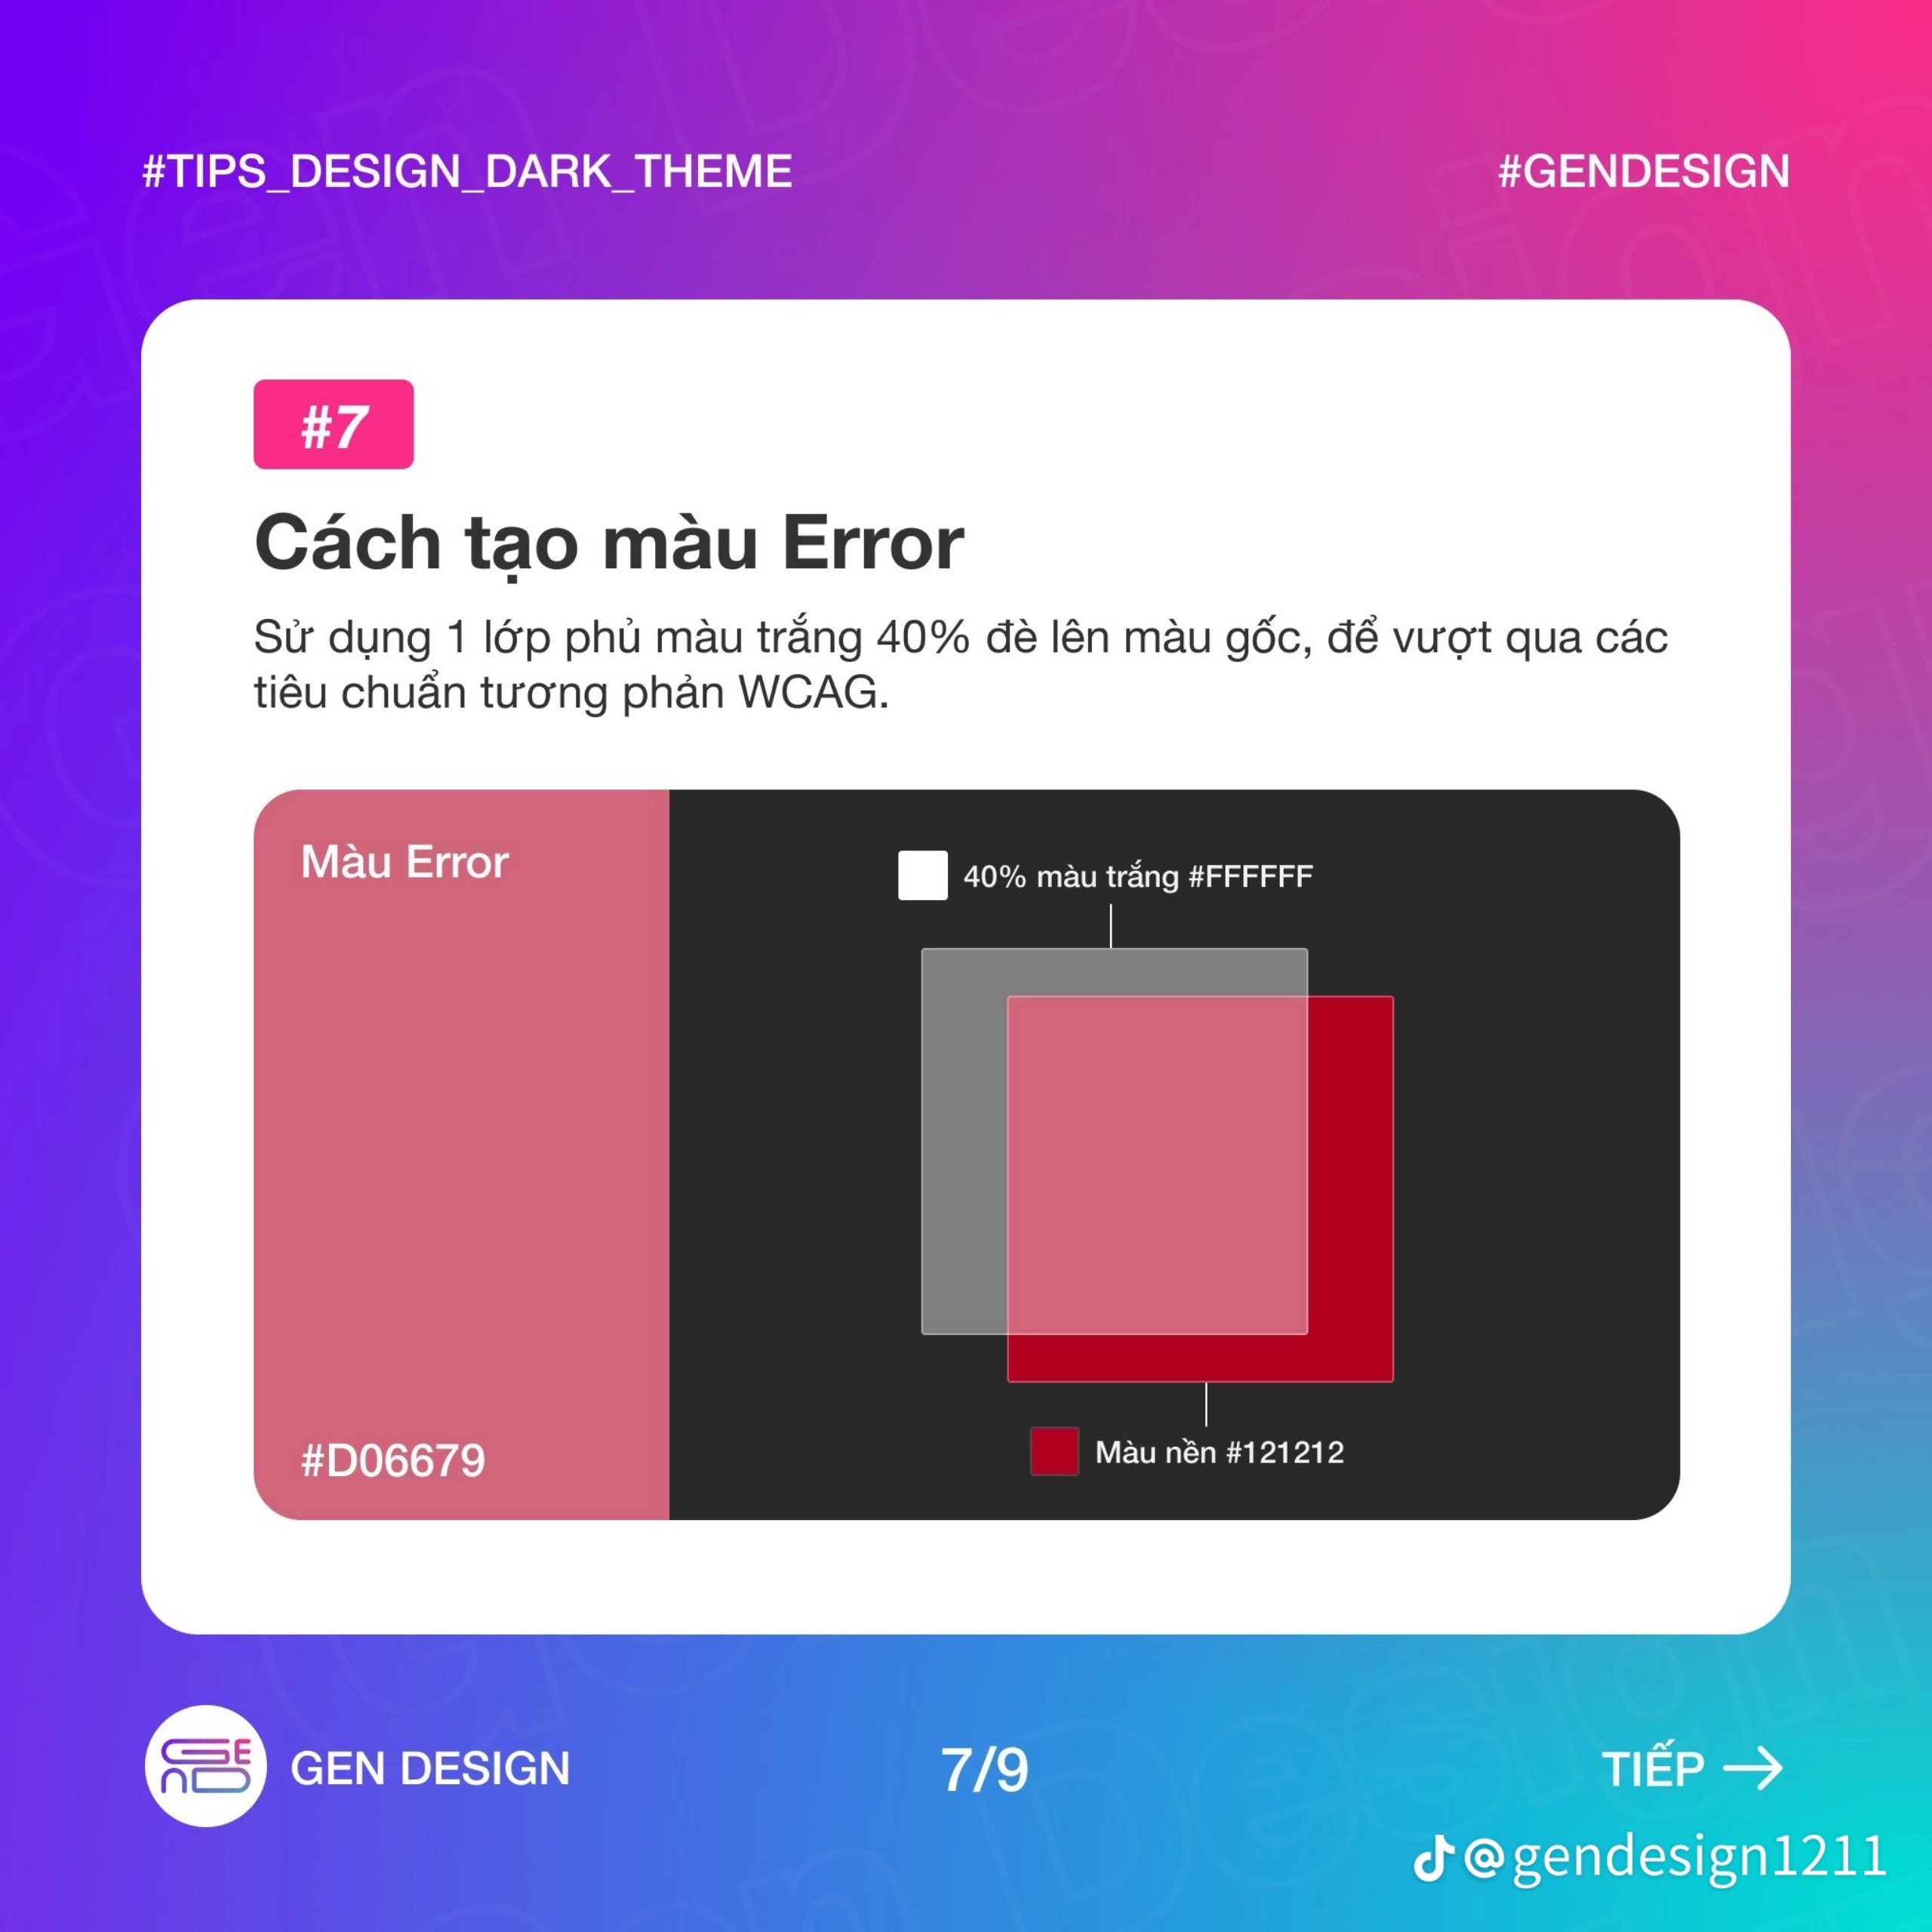 #TIPS_DESIGN_DARK_THEME
#GENDESIGN
#7
Cách tạo màu Error
Sử dụng 1 lớp phủ màu trắng 40% đè lên màu gốc, để vượt qua các
tiêu chuẩn tương phản WCAG.
Màu Error
40% màu trắng #FFFFFF
Màu nền #121212
#D06679
GEN DESIGN
7/9
TIẾP →
@gendesign1211